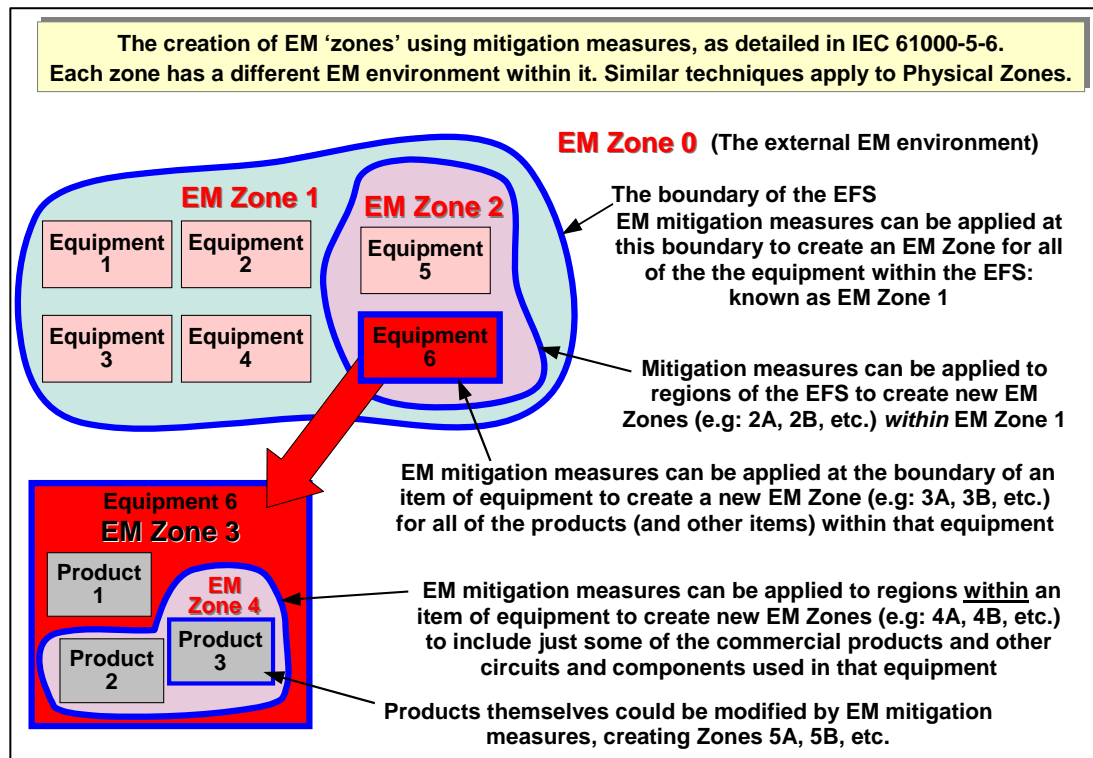 The creation of EM ‘zones’ using mitigation measures, as detailed in IEC 61000-5-6.
Each zone has a different EM environment within it. Similar techniques apply to Physical Zones.
EM Zone 0 (The external EM environment)
EM Zone 1
EM Zone 2
Equipment
1
Equipment
2
Equipment
5
Equipment
3
Equipment
4
Equipment
6
The boundary of the EFS
EM mitigation measures can be applied at
this boundary to create an EM Zone for all
of the the equipment within the EFS:
known as EM Zone 1
Mitigation measures can be applied to
regions of the EFS to create new EM
Zones (e.g: 2A, 2B, etc.) within EM Zone 1
EM mitigation measures can be applied at the boundary of an
item of equipment to create a new EM Zone (e.g: 3A, 3B, etc.)
for all of the products (and other items) within that equipment
Equipment 6
EM Zone 3
Product
1
EM
Zone 4
Product
2
Product
3
EM mitigation measures can be applied to regions within an
item of equipment to create new EM Zones (e.g: 4A, 4B, etc.)
to include just some of the commercial products and other
circuits and components used in that equipment
Products themselves could be modified by EM mitigation
measures, creating Zones 5A, 5B, etc.